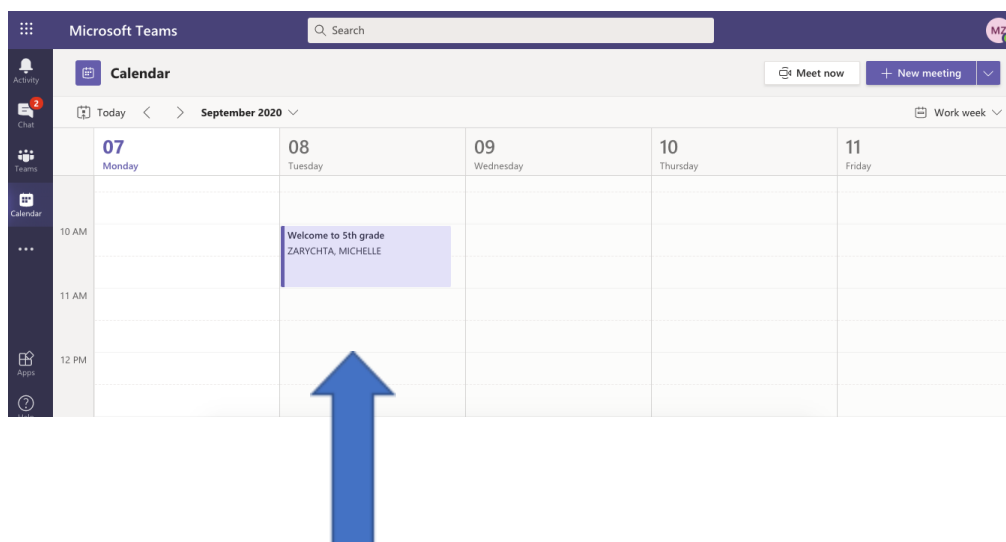 Microsoft Teams
Search
MZ
Activity
Calendar
Meet now
New meeting
2
Chat
Today
September 2020
Work week
Teams
07
08
09
10
11
Monday
Tuesday
Wednesday
Thursday
Friday
Calendar
10 AM
Welcome to 5th grade
ZARYCHTA, MICHELLE
11 AM
12 PM
Apps
Help